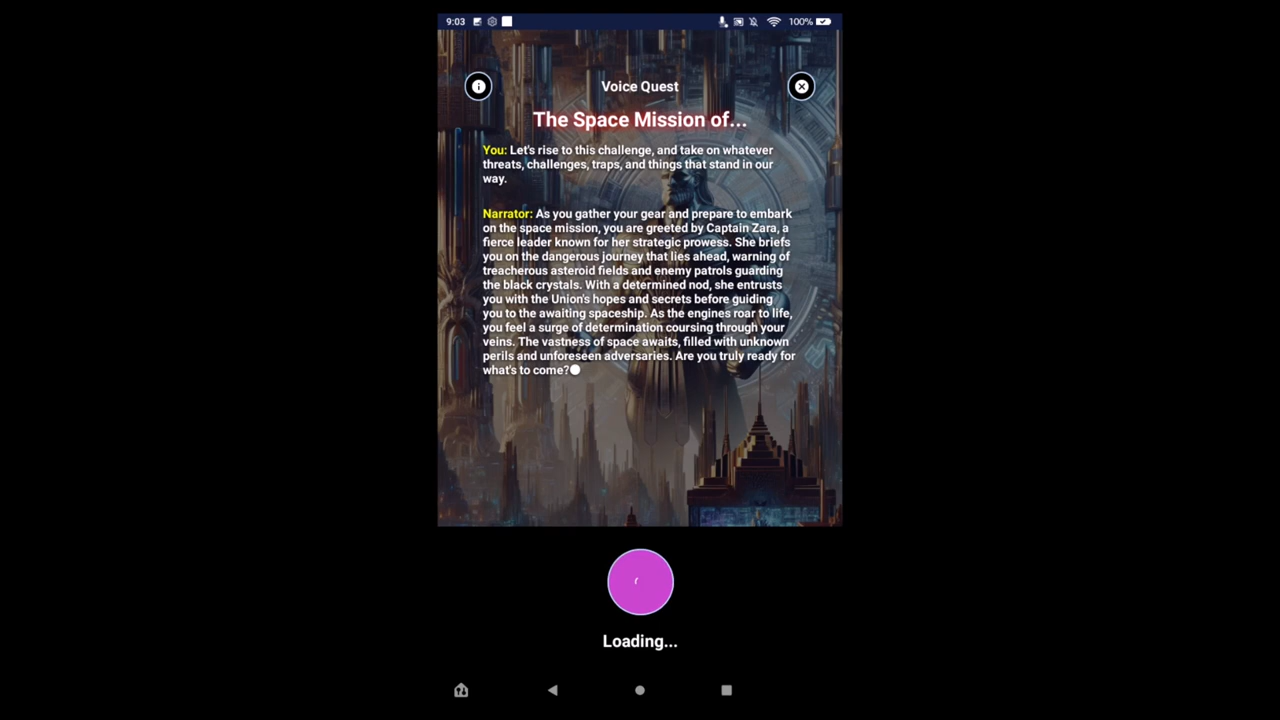 9:03
100%
Voice Quest
The Space Mission of...
You: Let's rise to this challenge, and take on whatever
threats, challenges, traps, and things that stand in our
way.
Narrator: As you gather your gear and prepare to embark
on the space mission, you are greeted by Captain Zara, a
fierce leader known for her strategic prowess. She briefs
you on the dangerous journey that lies ahead, warning of
treacherous asteroid fields and enemy patrols guarding
the black crystals. With a determined nod, she entrusts
you with the Union's hopes and secrets before guiding
you to the awaiting spaceship. As the engines roar to life,
you feel a surge of determination coursing through your
veins. The vastness of space awaits, filled with unknown
perils and unforeseen adversaries. Are you truly ready for
what's to come?
Loading...